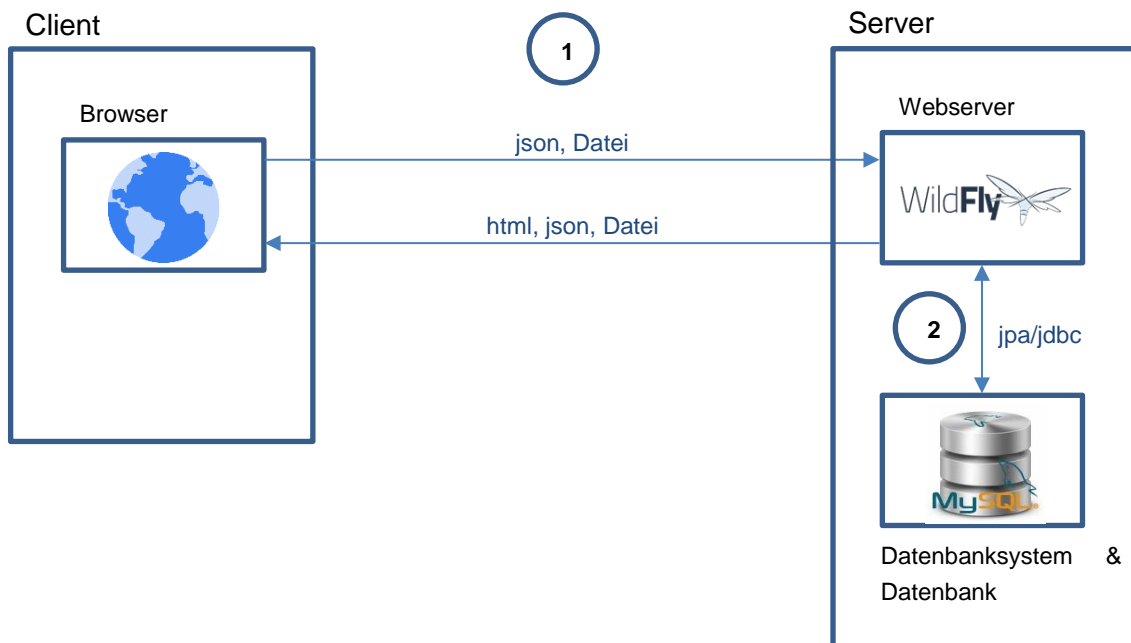 Client
Server
1
Browser
Webserver
json, Datei
WildFly
html, json, Datei
2
jpa/jdbc
MySQL
Datenbanksystem &
Datenbank